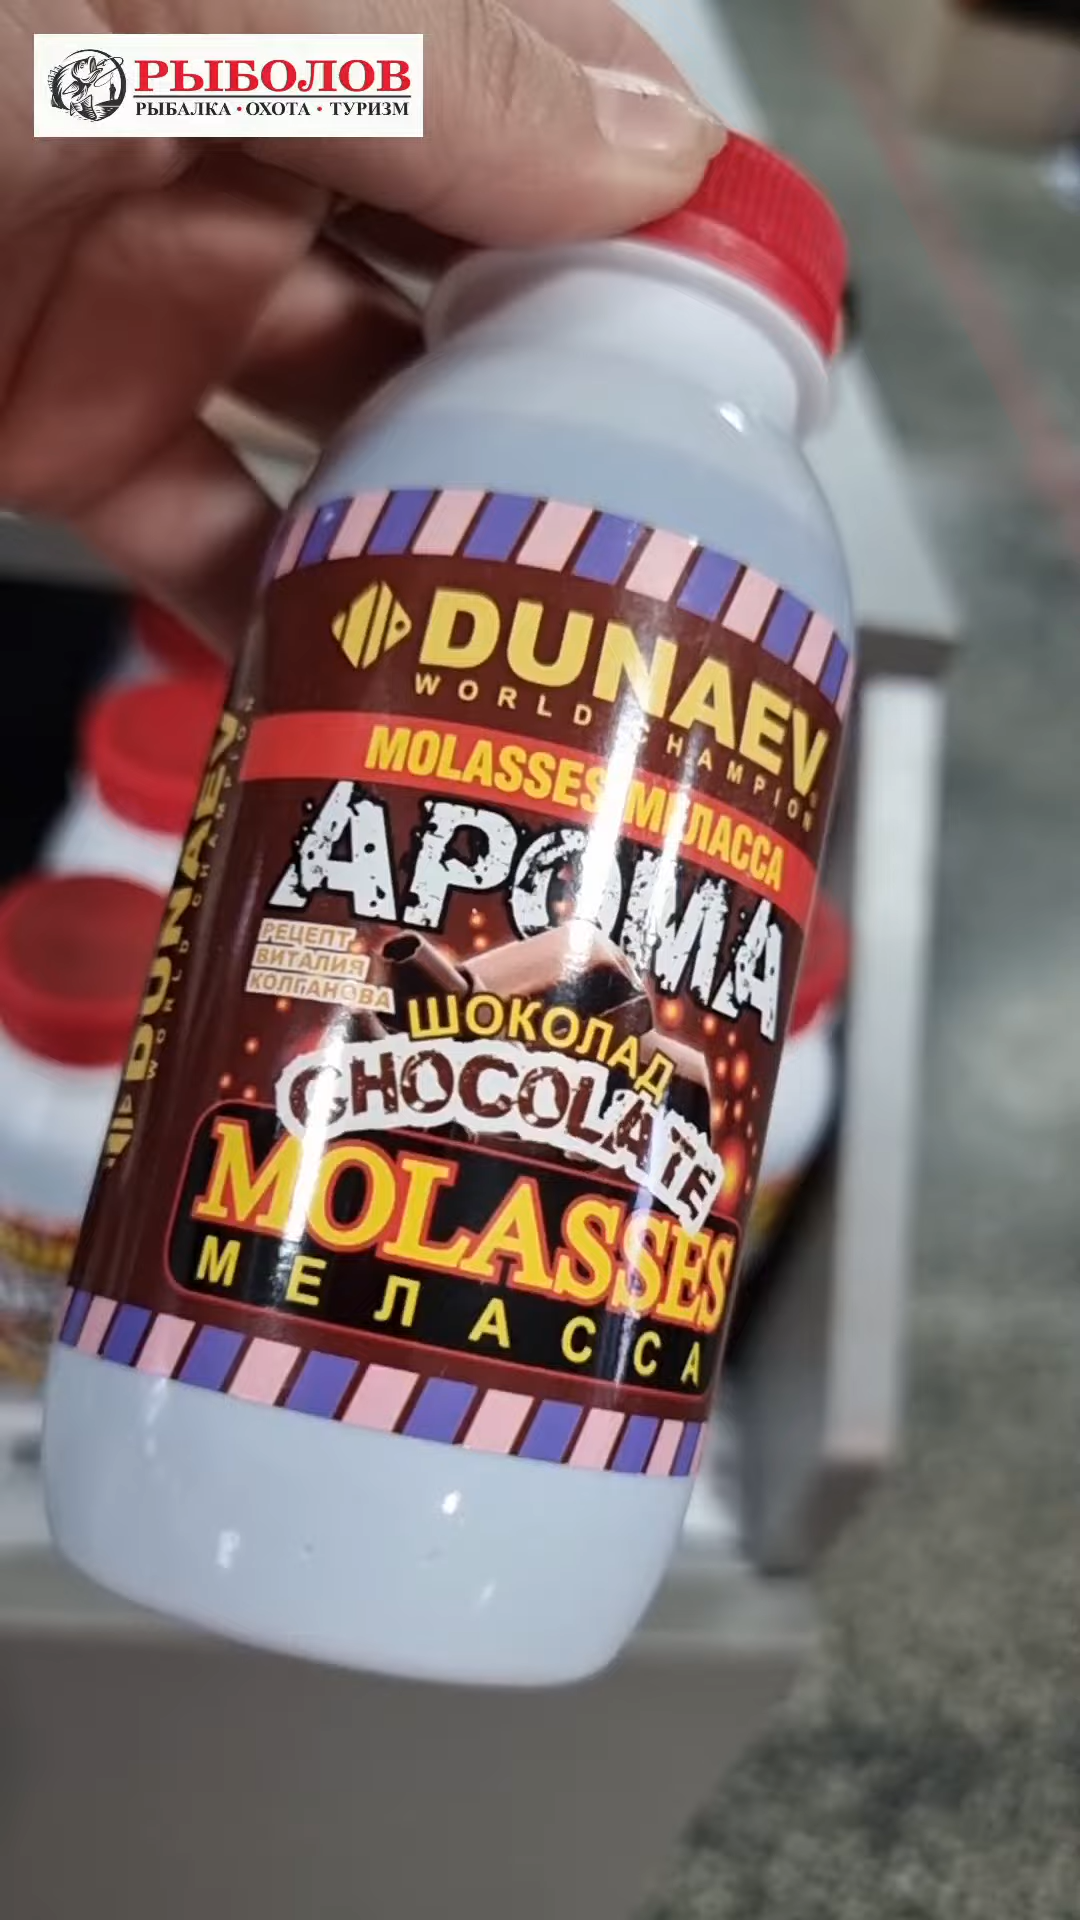 РЫБОЛОВ
РЫБАЛКА • ОХОТА • ТУРИЗМ
DUNAEV
WORLD CHAMPION
MOLASSES МЕЛАССА
АРОМА
РЕЦЕПТ
ВИТАЛИЯ
КОЛГАНОВА
ШОКОЛАД
CHOCOLATE
MOLASSES
МЕЛАССА
DUNAEV
WORLD CHAMPION